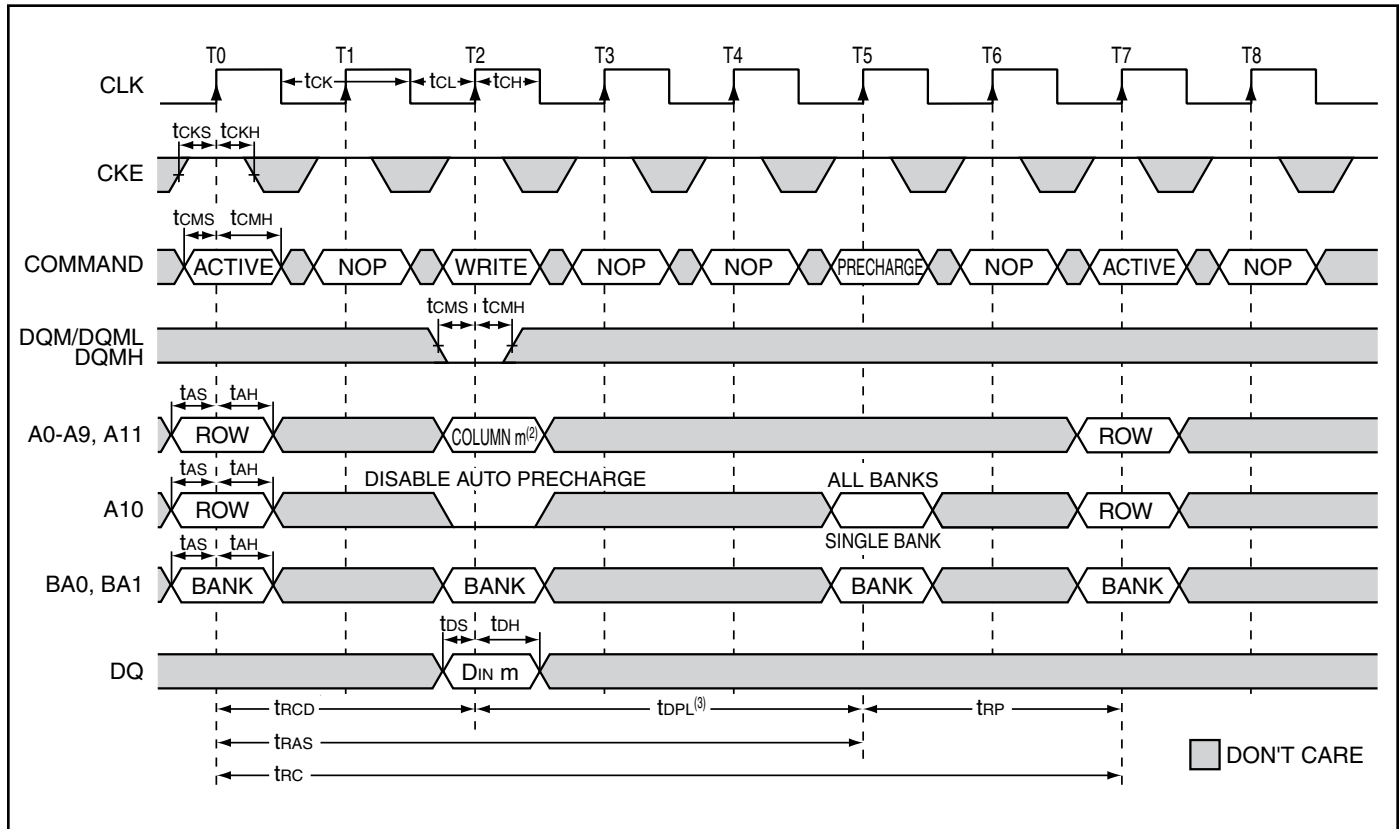 T0 T1 T2 T3 T4 T5 T6 T7 T8
CLK
tCK tCL tCH
tCKS tCKH
CKE
tCMS tCMH
COMMAND ACTIVE NOP WRITE NOP NOP PRECHARGE NOP ACTIVE NOP
tCMS tCMH
DQM/DQML
DQMH
tAS tAH
A0-A9, A11 ROW COLUMN m(2) ROW
tAS tAH DISABLE AUTO PRECHARGE ALL BANKS
A10 ROW ROW
tAS tAH SINGLE BANK
BA0, BA1 BANK BANK BANK BANK
tDS tDH
DQ DIN m
tRCD tDPL(3) tRP
tRAS
tRC
DON'T CARE